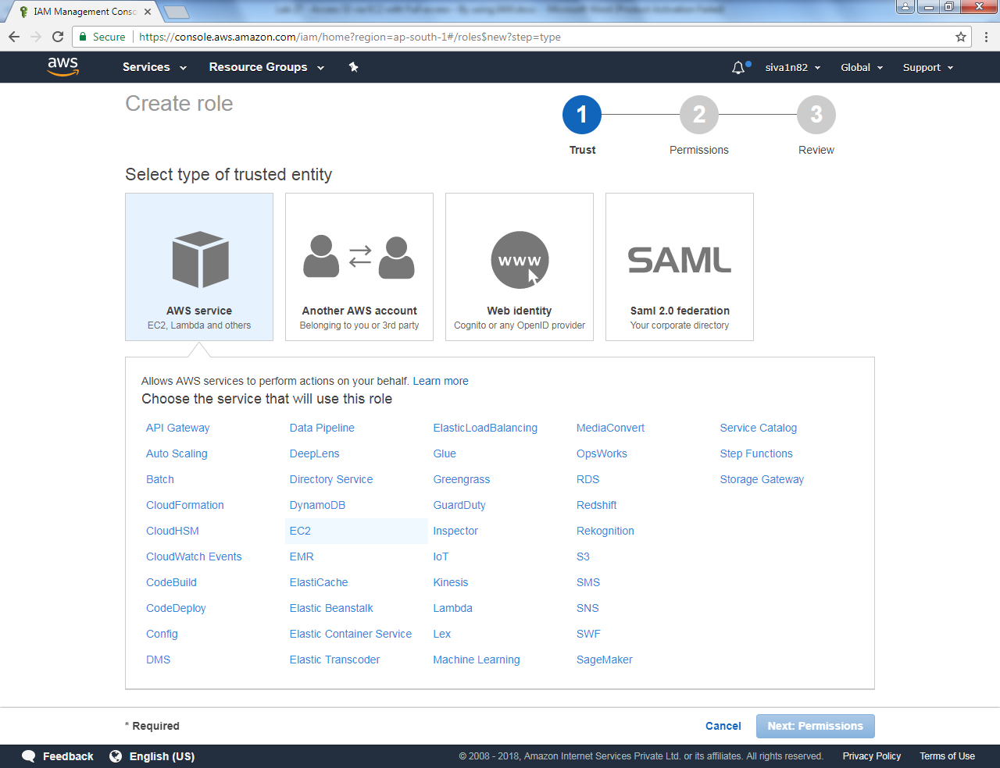 IAM Management Consc
Secure
https://console.aws.amazon.com/iam/home?region=ap-south-1#/roles$new?step=type
aws
Services
Resource Groups
siva1n82
Global
Support
Create role
1
2
3
Trust
Permissions
Review
Select type of trusted entity
www
SAML
AWS service
Another AWS account
Web identity
Saml 2.0 federation
EC2, Lambda and others
Belonging to you or 3rd party
Cognito or any OpenID provider
Your corporate directory
Allows AWS services to perform actions on your behalf. Learn more
Choose the service that will use this role
API Gateway
Data Pipeline
ElasticLoadBalancing
MediaConvert
Service Catalog
Auto Scaling
DeepLens
Glue
OpsWorks
Step Functions
Batch
Directory Service
Greengrass
RDS
Storage Gateway
CloudFormation
DynamoDB
GuardDuty
Redshift
CloudHSM
EC2
Inspector
Rekognition
CloudWatch Events
EMR
IoT
S3
CodeBuild
ElastiCache
Kinesis
SMS
CodeDeploy
Elastic Beanstalk
Lambda
SNS
Config
Elastic Container Service
Lex
SWF
DMS
Elastic Transcoder
Machine Learning
SageMaker
* Required
Cancel
Next: Permissions
Feedback
English (US)
© 2008 - 2018, Amazon Internet Services Private Ltd. or its affiliates. All rights reserved.
Privacy Policy
Terms of Use